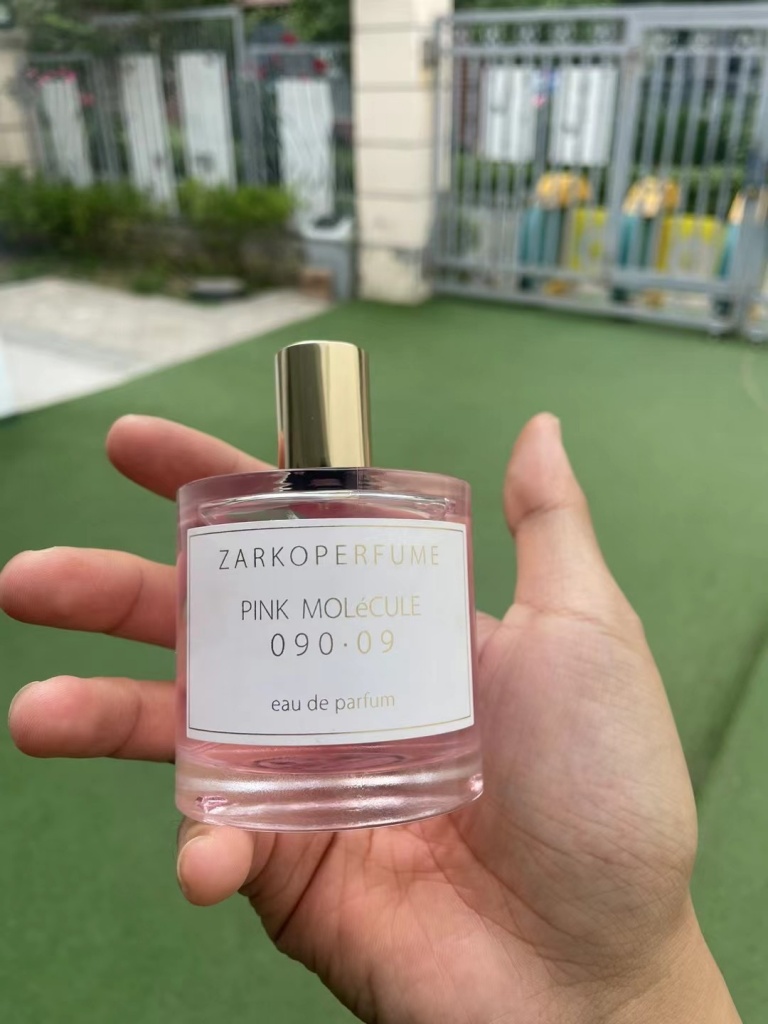 ZARKOPERFUME
PINK MOLéCULE
090·09
eau de parfum